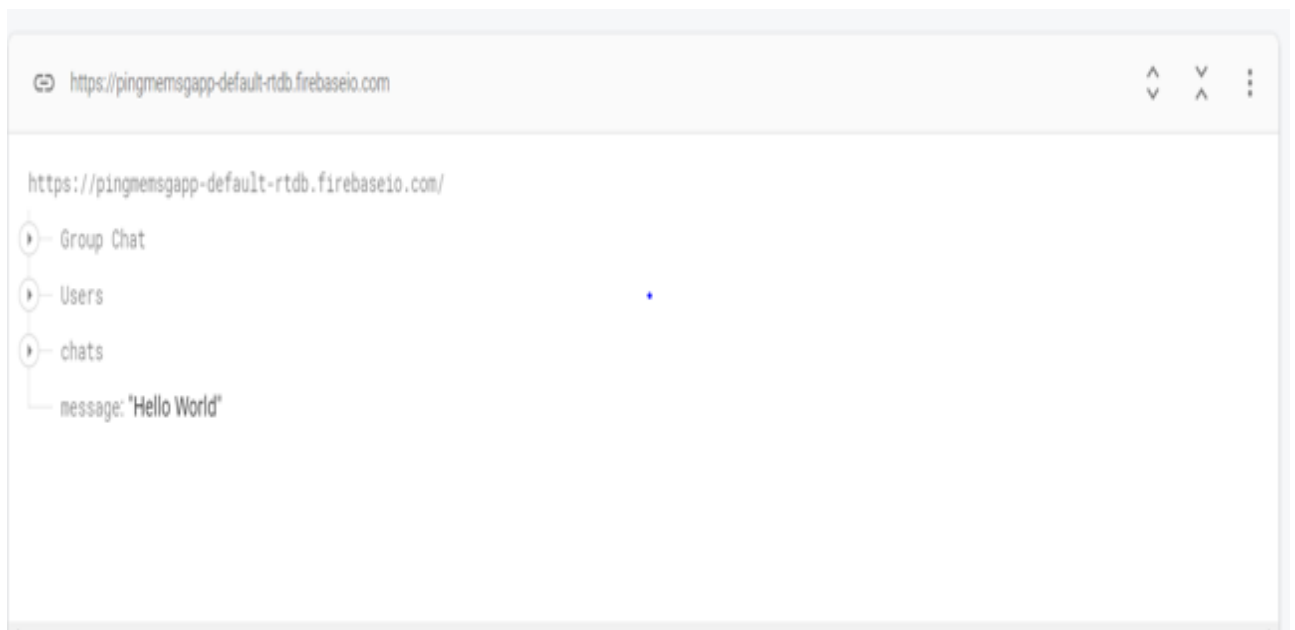 https://pingmemsgapp-default-rtdb.firebaseio.com
https://pingmemsgapp-default-rtdb.firebaseio.com/
Group Chat
Users
chats
message: "Hello World"